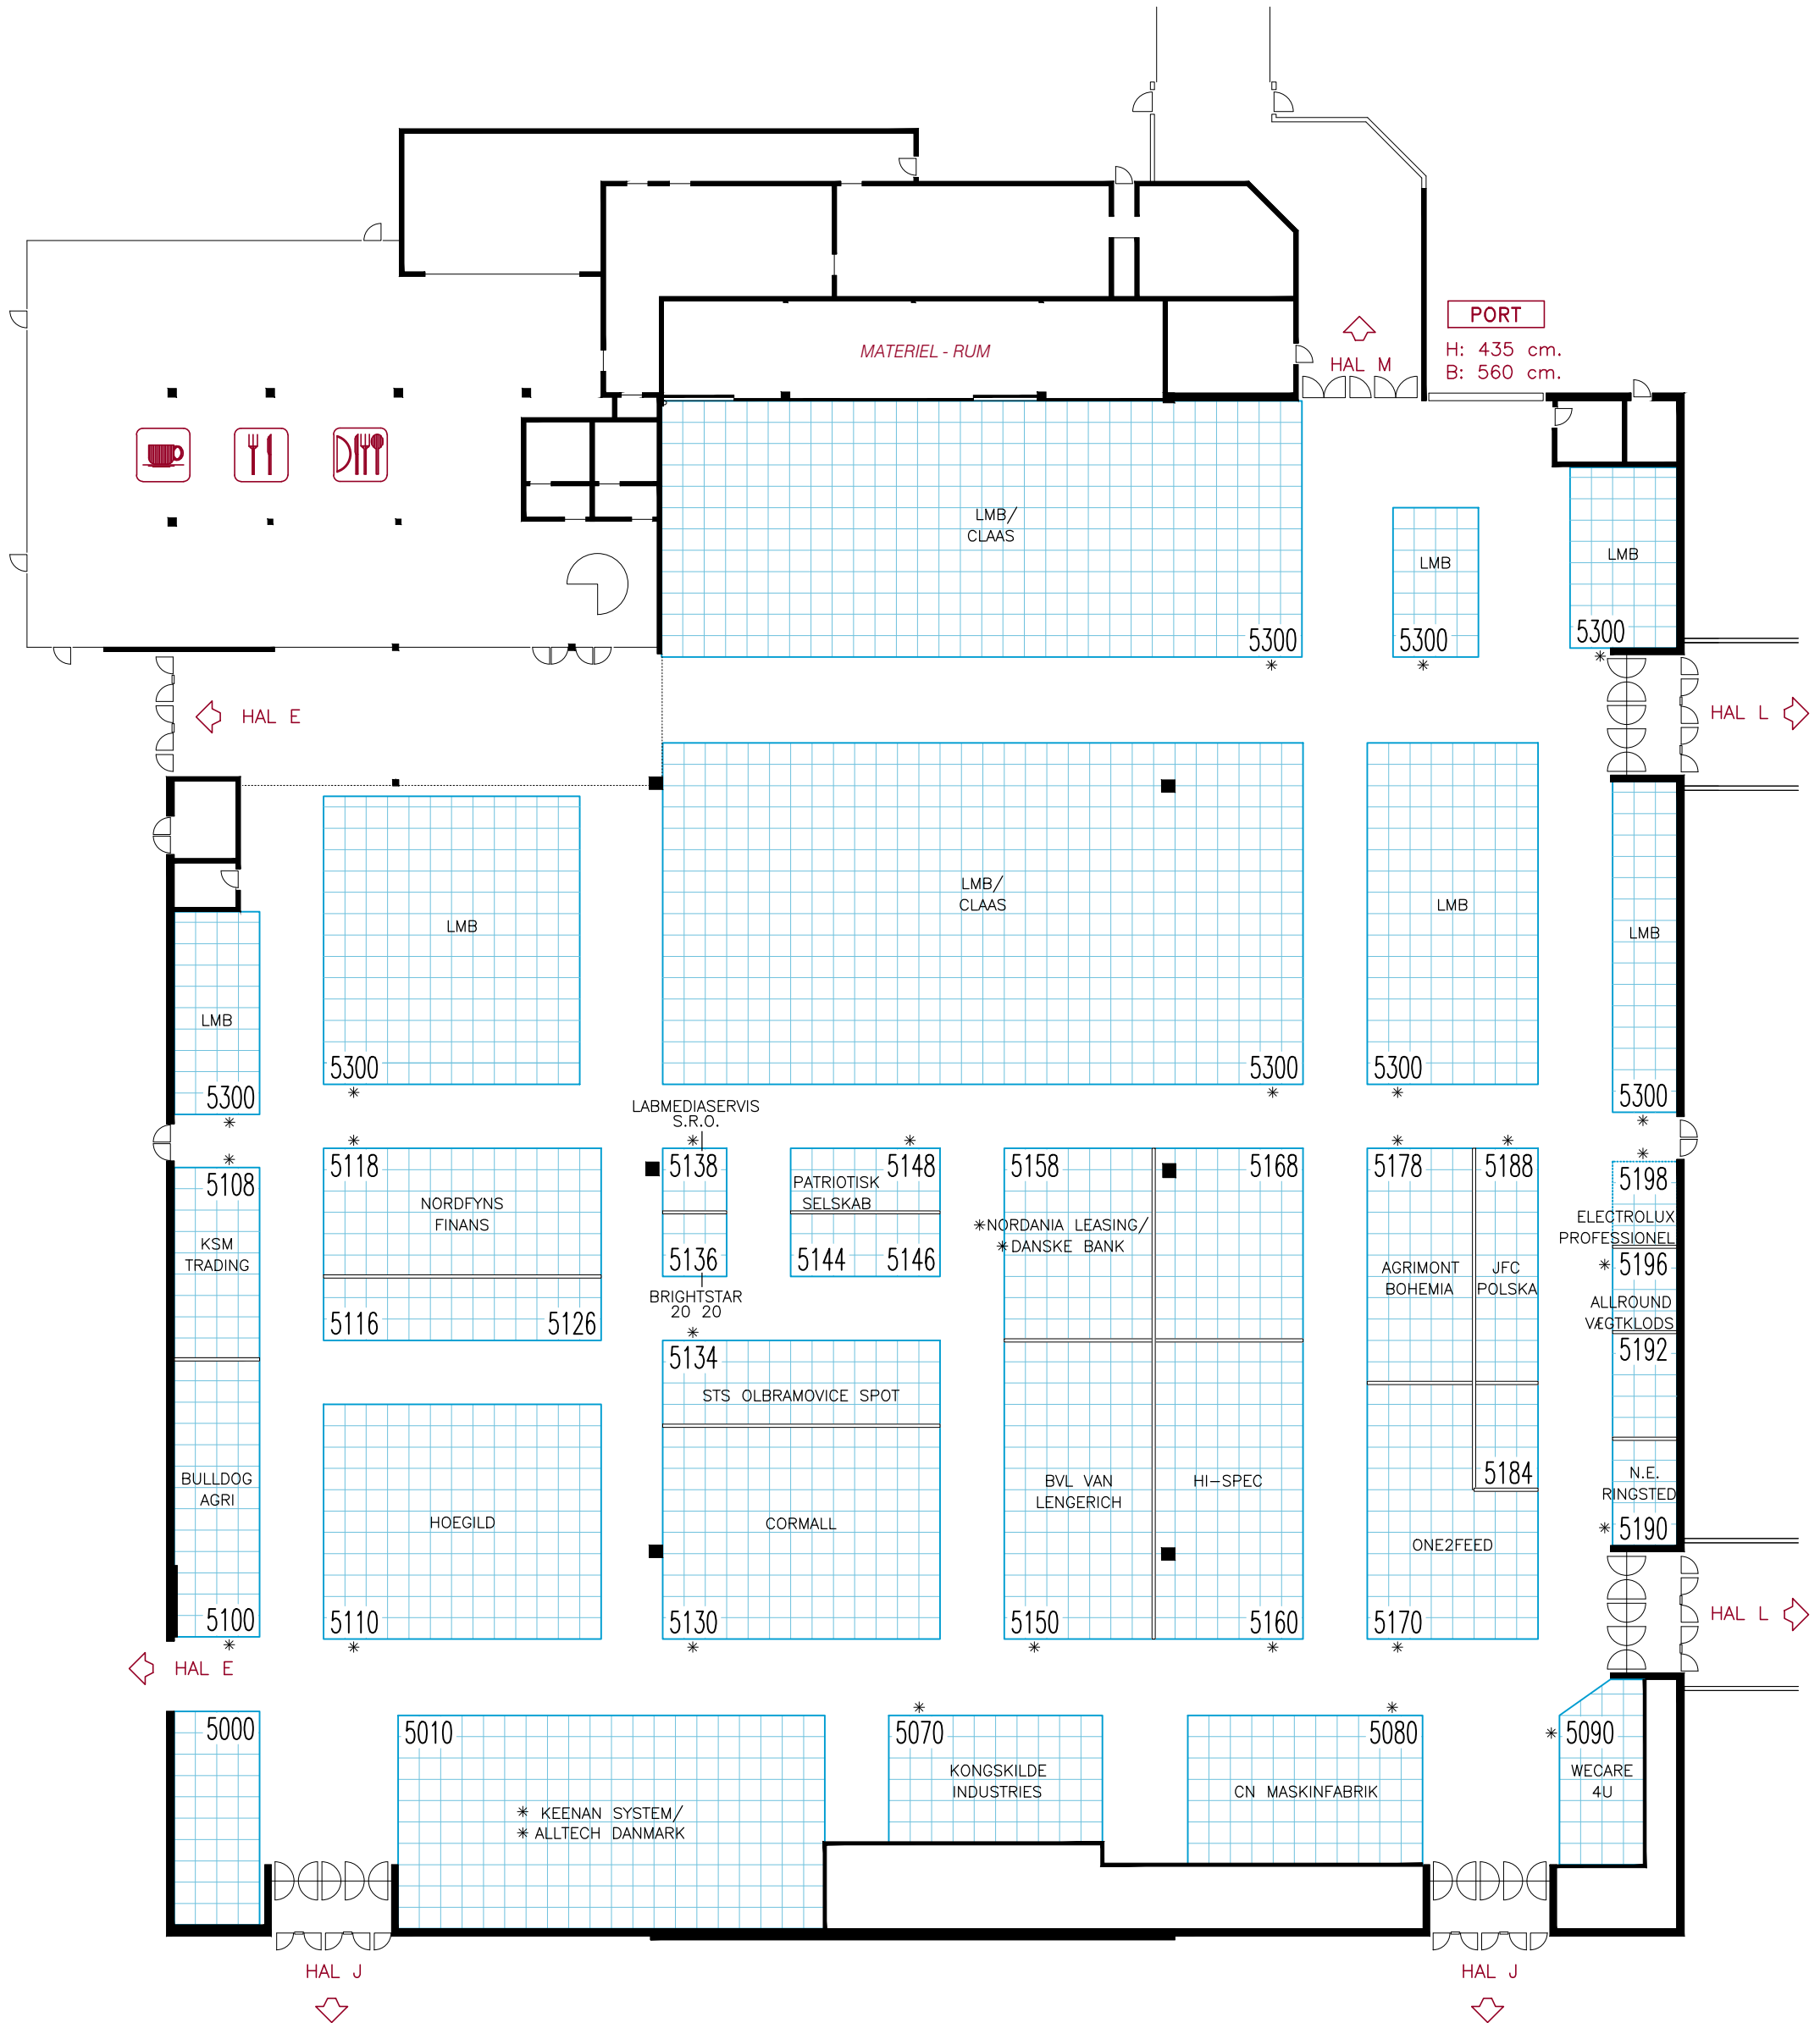 PORT
H: 435 cm.
B: 560 cm.
HAL M
MATERIEL - RUM
LMB/
CLAAS
5300
LMB
5300
LMB
5300
HAL E
HAL L
LMB/
CLAAS
5300
LMB
5300
LMB
5300
LMB
5300
LMB
5300
LABMEDIASERVIS
S.R.O.
5108
KSM
TRADING
5118
NORDFYNS
FINANS
5116
5126
5138
5136
BRIGHTSTAR
20 20
5148
PATRIOTISK
SELSKAB
5144
5146
5158
5168
*NORDANIA LEASING/
*DANSKE BANK
5178
5188
AGRIMONT
BOHEMIA
JFC
POLSKA
5198
ELECTROLUX
PROFESSIONEL
5196
ALLROUND
VÆGTKLODS
5192
5134
STS OLBRAMOVICE SPOT
BULLDOG
AGRI
5100
HOEGILD
5110
CORMALL
5130
BVL VAN
LENGERICH
5150
HI-SPEC
5160
5184
ONE2FEED
5170
N.E.
RINGSTED
5190
HAL E
HAL L
5000
5010
* KEENAN SYSTEM/
* ALLTECH DANMARK
5070
KONGSKILDE
INDUSTRIES
5080
CN MASKINFABRIK
5090
WECARE
4U
HAL J
HAL J